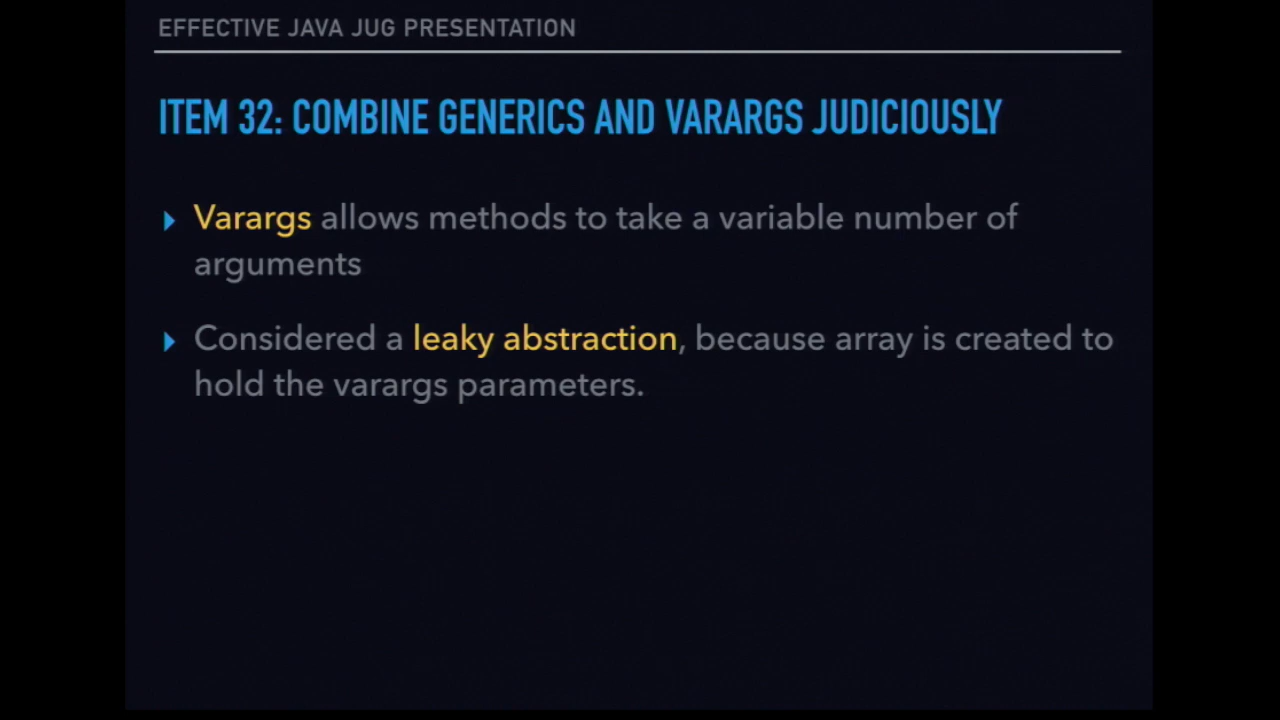 EFFECTIVE JAVA JUG PRESENTATION
ITEM 32: COMBINE GENERICS AND VARARGS JUDICIOUSLY
Varargs allows methods to take a variable number of
arguments
Considered a leaky abstraction, because array is created to
hold the varargs parameters.